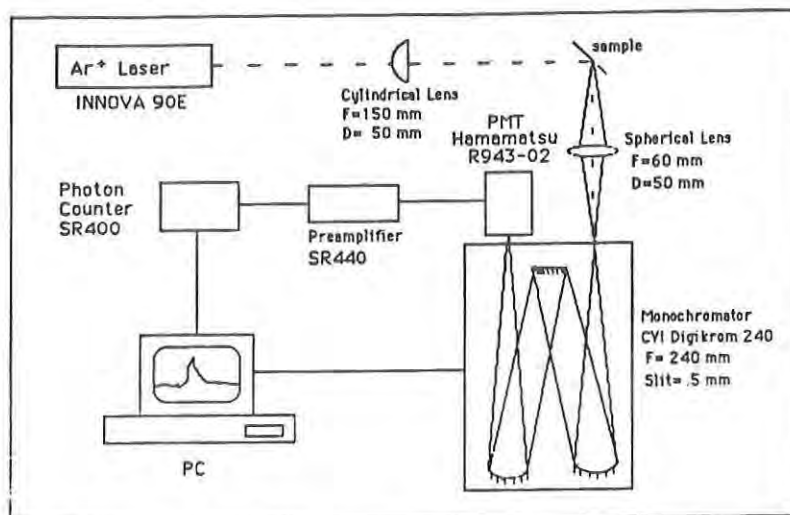 Ar+ Laser
INNOVA 90E
Cylindrical Lens
F=150 mm
D= 50 mm
sample
PMT
Hamamatsu
R943-02
Spherical Lens
F=60 mm
D=50 mm
Photon
Counter
SR400
Preamplifier
SR440
Monochromator
CVI Digikrom 240
F= 240 mm
Slit= .5 mm
PC